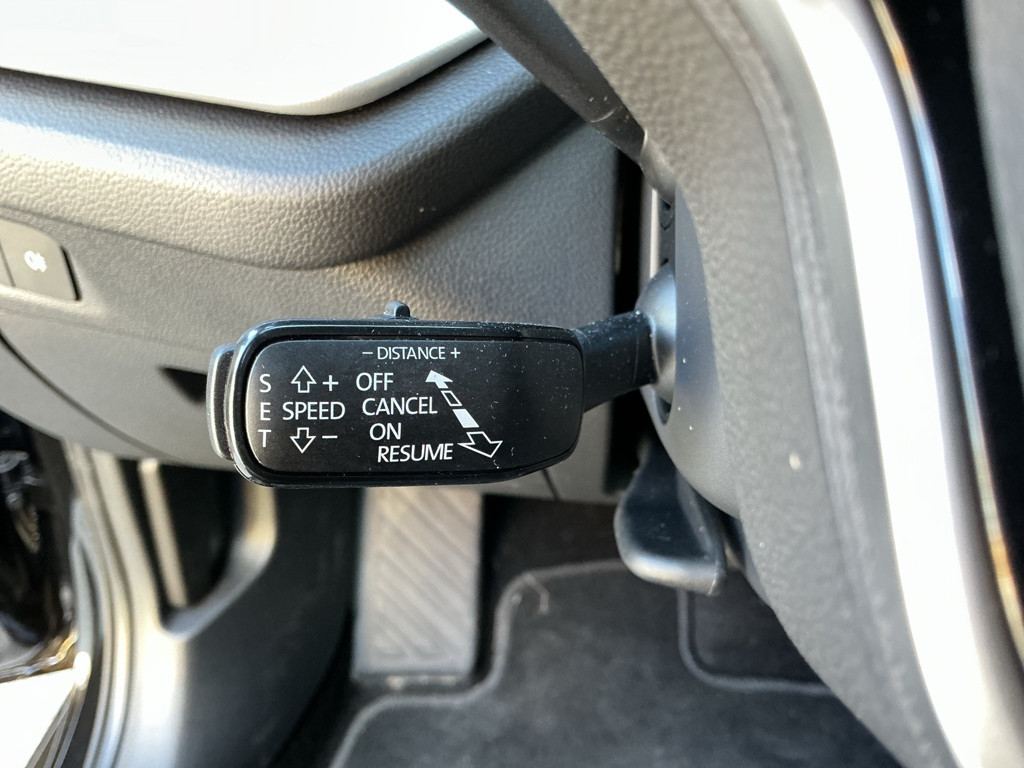 − DISTANCE +
S + OFF
E SPEED CANCEL
T − ON
RESUME